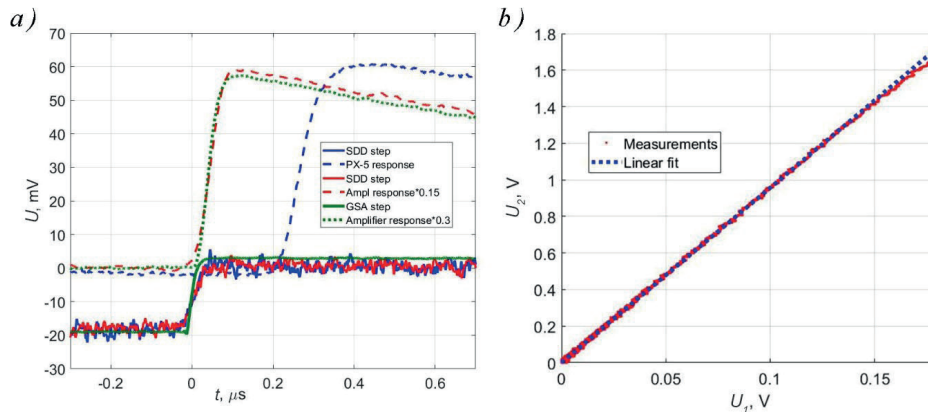 a)
70
60
50
40
30
20
10
0
-10
-20
-30
U, mV
-0.2
0
0.2
0.4
0.6
t, μs
SDD step
PX-5 response
SDD step
Ampl response*0.15
GSA step
Amplifier response*0.3
b)
1.8
1.6
1.4
1.2
1
0.8
0.6
0.4
0.2
0
U2, V
0
0.05
0.1
0.15
U1, V
Measurements
Linear fit